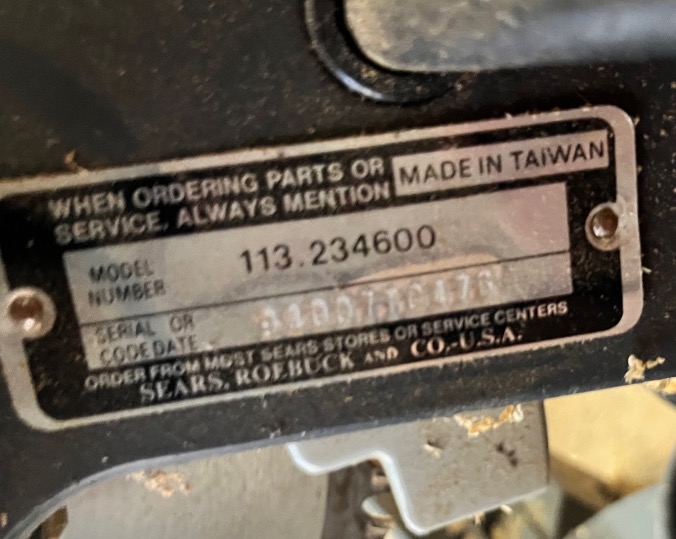 WHEN ORDERING PARTS OR
SERVICE, ALWAYS MENTION
MADE IN TAIWAN
MODEL
NUMBER
113.234600
SERIAL OR
CODE DATE
ORDER FROM MOST SEARS STORES OR SERVICE CENTERS
SEARS, ROEBUCK AND CO.-U.S.A.